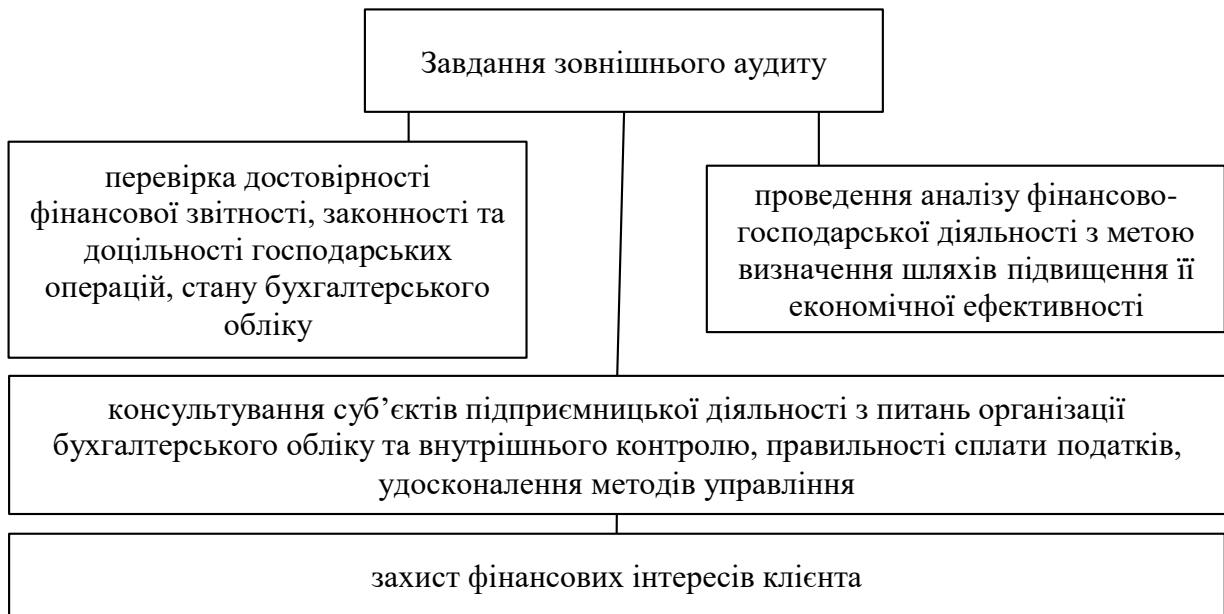 Завдання зовнішнього аудиту
перевірка достовірності
фінансової звітності, законності та
доцільності господарських
операцій, стану бухгалтерського
обліку
проведення аналізу фінансово-
господарської діяльності з метою
визначення шляхів підвищення її
економічної ефективності
консультування суб’єктів підприємницької діяльності з питань організації
бухгалтерського обліку та внутрішнього контролю, правильності сплати податків,
удосконалення методів управління
захист фінансових інтересів клієнта